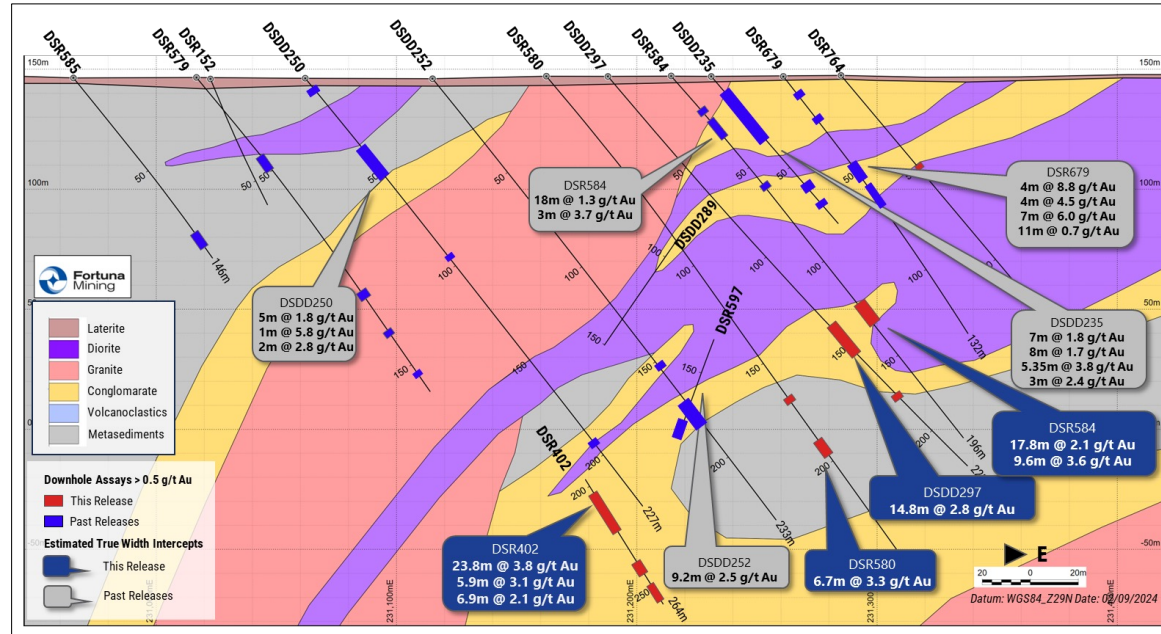 DSR585
DSR579
DSR152
DSDD250
DSDD252
DSR580
DSDD297
DSR584
DSDD235
DSR679
DSR764
150m
150m
100m
100m
50m
-50m
50
50
50
50
50
50
50
50
50
100
100
100
100
100
150
150
150
150
150
150
150
200
200
200
200
200
250
146m
132m
196m
227m
233m
264m
DSDD289
DSR597
DSR402
DSR584
18m @ 1.3 g/t Au
3m @ 3.7 g/t Au
DSR679
4m @ 8.8 g/t Au
4m @ 4.5 g/t Au
7m @ 6.0 g/t Au
11m @ 0.7 g/t Au
DSDD250
5m @ 1.8 g/t Au
1m @ 5.8 g/t Au
2m @ 2.8 g/t Au
DSDD235
7m @ 1.8 g/t Au
8m @ 1.7 g/t Au
5.35m @ 3.8 g/t Au
3m @ 2.4 g/t Au
DSR584
17.8m @ 2.1 g/t Au
9.6m @ 3.6 g/t Au
DSDD297
14.8m @ 2.8 g/t Au
DSR402
23.8m @ 3.8 g/t Au
5.9m @ 3.1 g/t Au
6.9m @ 2.1 g/t Au
DSDD252
9.2m @ 2.5 g/t Au
DSR580
6.7m @ 3.3 g/t Au
Fortuna
Mining
Laterite
Diorite
Granite
Conglomarate
Volcanoclastics
Metasediments
Downhole Assays > 0.5 g/t Au
This Release
Past Releases
Estimated True Width Intercepts
This Release
Past Releases
231,100mE
231,200mE
231,300mE
231,400mE
E
20 0 20m
Datum: WGS84_Z29N Date: 02/09/2024